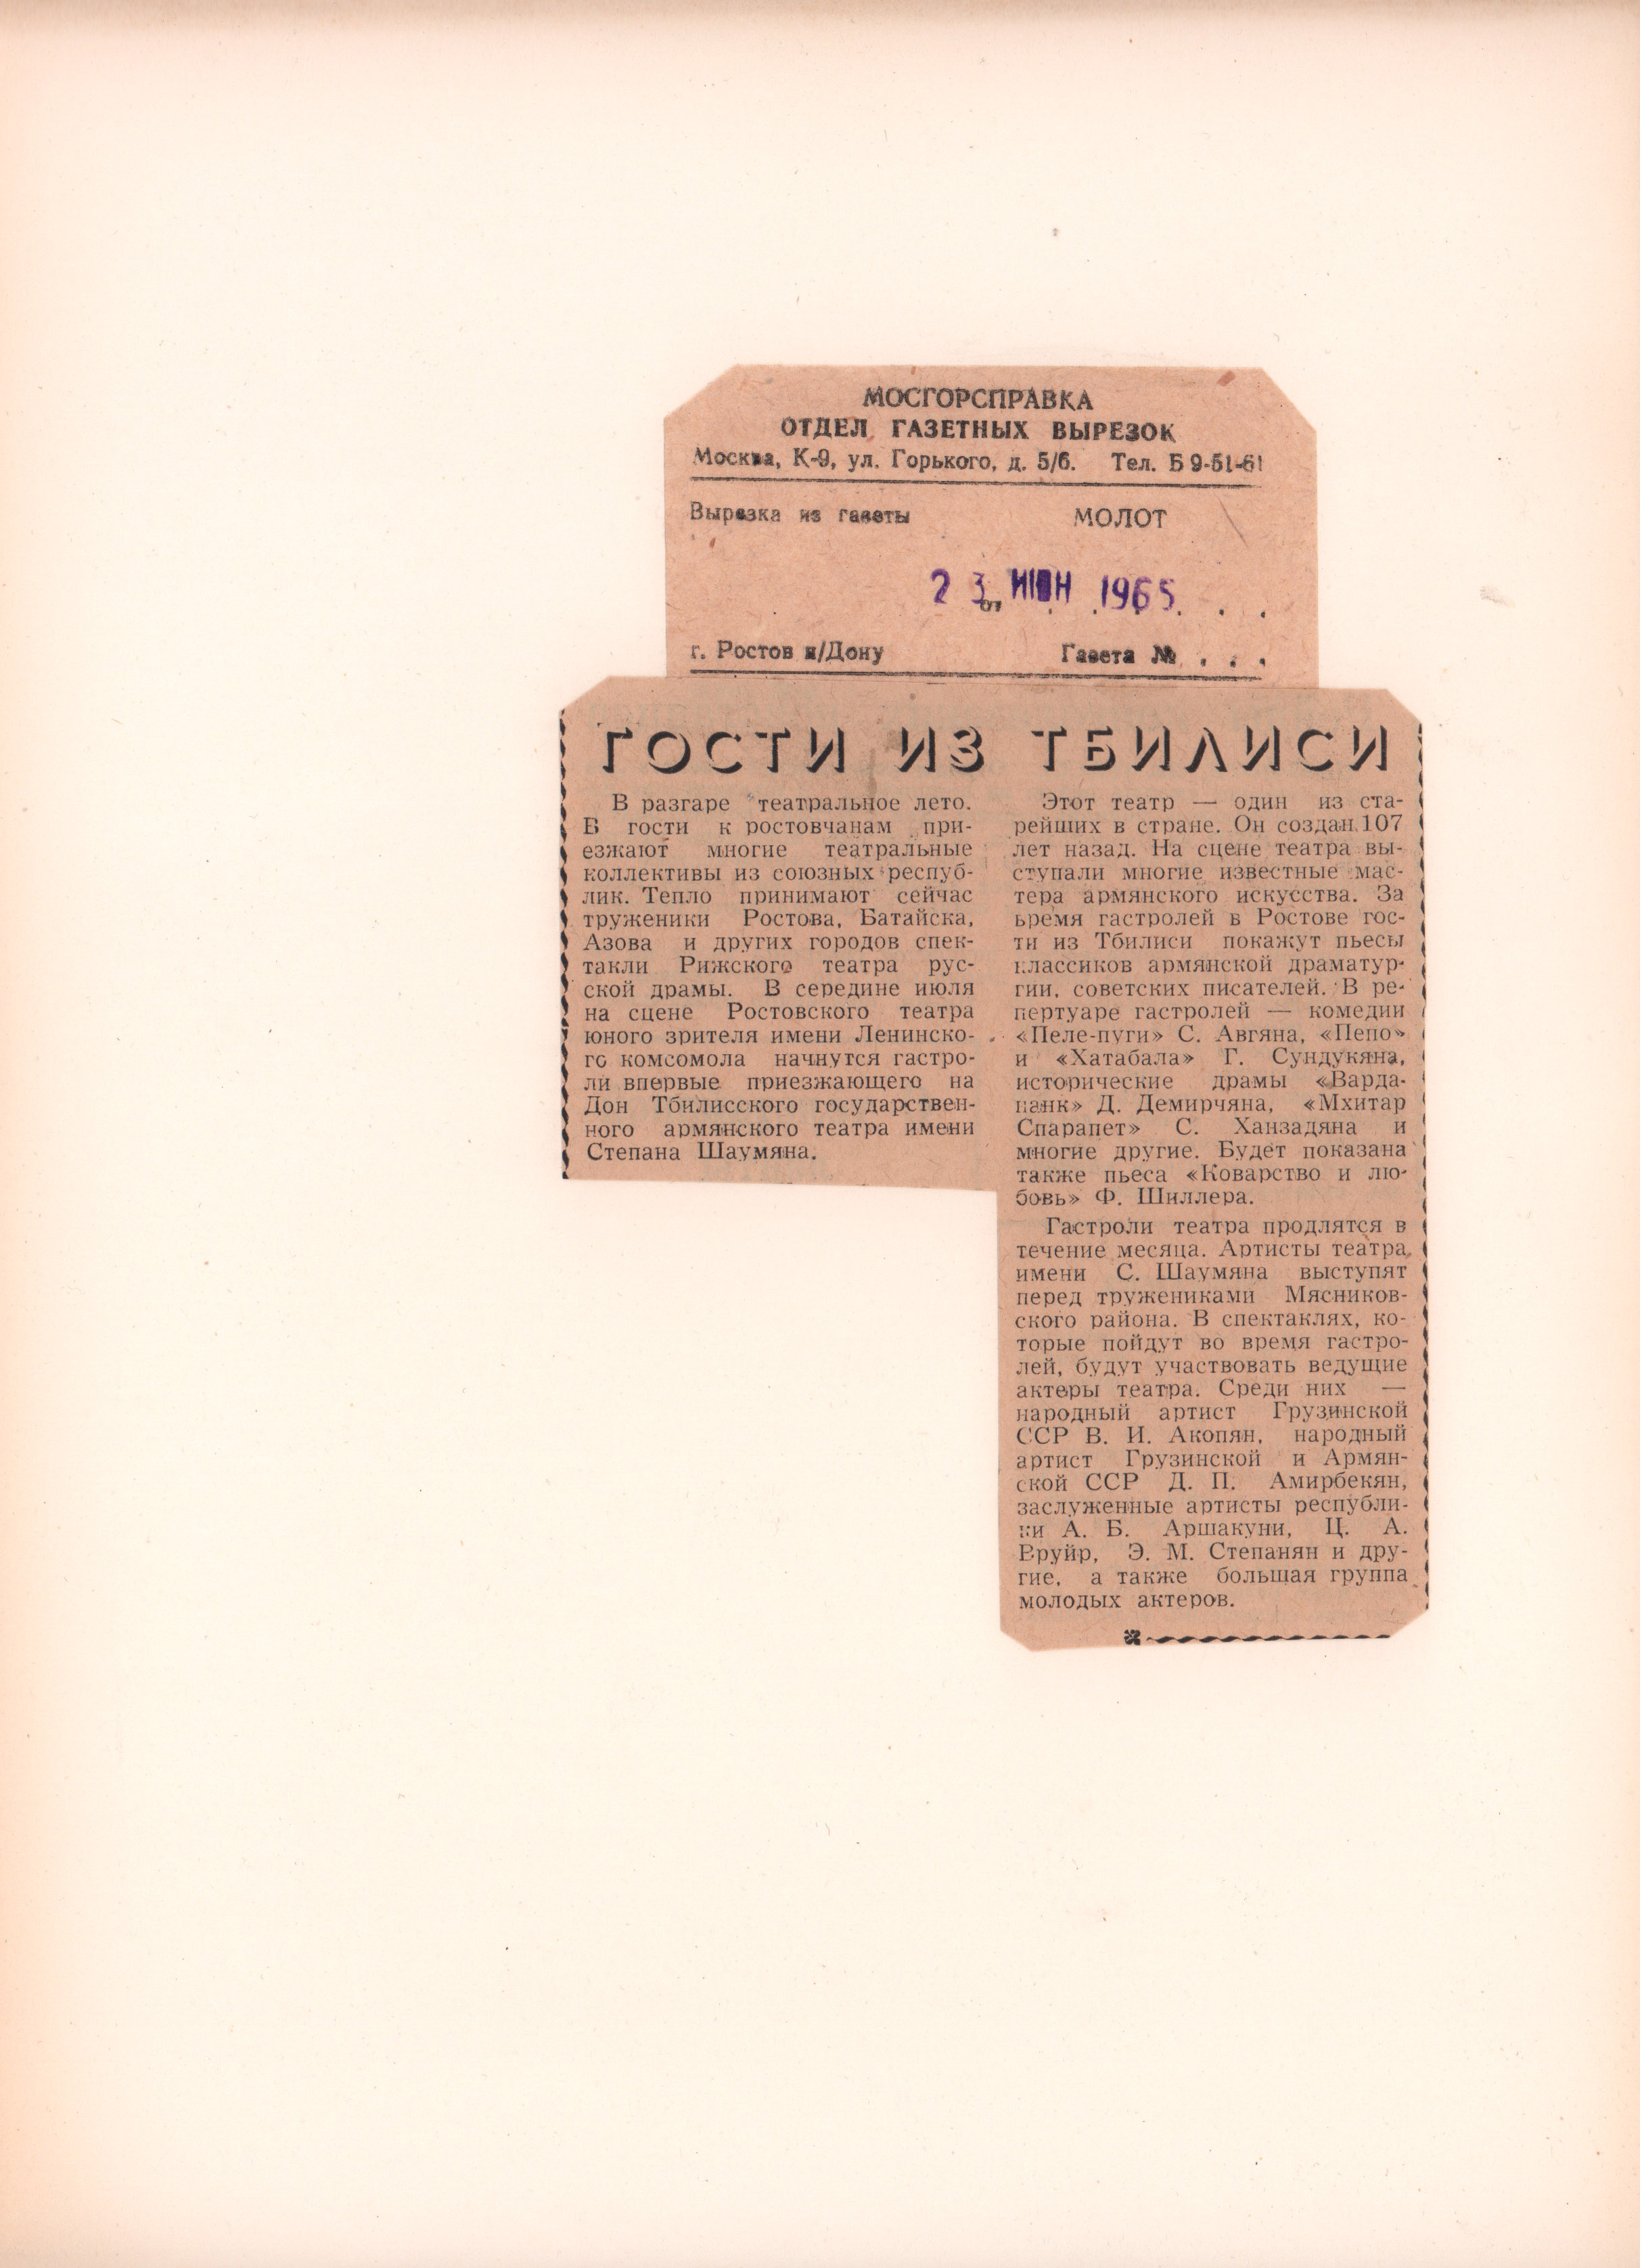 МОСГОРСПРАВКА
ОТДЕЛ ГАЗЕТНЫХ ВЫРЕЗОК
Москва, К-9, ул. Горького, д. 5/6. Тел. Б 9-51-61
Вырезка из газеты МОЛОТ
23 ИЮН 1965 . .
г. Ростов н/Дону Газета № . . .
ГОСТИ ИЗ ТБИЛИСИ
В разгаре театральное лето.
В гости к ростовчанам при-
езжают многие театральные
коллективы из союзных респуб-
лик. Тепло принимают сейчас
труженики Ростова, Батайска,
Азова и других городов спек-
такли Рижского театра рус-
ской драмы. В середине июля
на сцене Ростовского театра
юного зрителя имени Ленинско-
го комсомола начнутся гастро-
ли впервые приезжающего на
Дон Тбилисского государствен-
ного армянского театра имени
Степана Шаумяна.
Этот театр — один из ста-
рейших в стране. Он создан 107
лет назад. На сцене театра вы-
ступали многие известные мас-
тера армянского искусства. За
время гастролей в Ростове гос-
ти из Тбилиси покажут пьесы
классиков армянской драматур-
гии, советских писателей. В ре-
пертуаре гастролей — комедии
«Пеле-пуги» С. Авгяна, «Пепо»
и «Хатабала» Г. Сундукяна,
исторические драмы «Варда-
панк» Д. Демирчяна, «Мхитар
Спарапет» С. Ханзадяна и
многие другие. Будет показана
также пьеса «Коварство и лю-
бовь» Ф. Шиллера.
Гастроли театра продлятся в
течение месяца. Артисты театра
имени С. Шаумяна выступят
перед тружениками Мясников-
ского района. В спектаклях, ко-
торые пойдут во время гастро-
лей, будут участвовать ведущие
актеры театра. Среди них —
народный артист Грузинской
ССР В. И. Акопян, народный
артист Грузинской и Армян-
ской ССР Д. П. Амирбекян,
заслуженные артисты республи-
ки А. Б. Аршакуни, Ц. А.
Вруйр, Э. М. Степанян и дру-
гие, а также большая группа
молодых актеров.